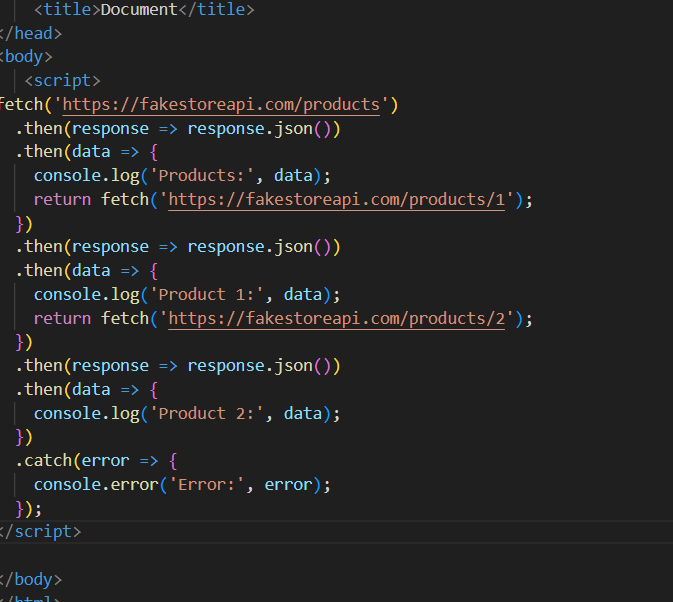 <title>Document</title>
</head>
<body>
<script>
fetch('https://fakestoreapi.com/products')
.then(response => response.json())
.then(data => {
console.log('Products:', data);
return fetch('https://fakestoreapi.com/products/1');
})
.then(response => response.json())
.then(data => {
console.log('Product 1:', data);
return fetch('https://fakestoreapi.com/products/2');
})
.then(response => response.json())
.then(data => {
console.log('Product 2:', data);
})
.catch(error => {
console.error('Error:', error);
});
</script>
</body>
</html>